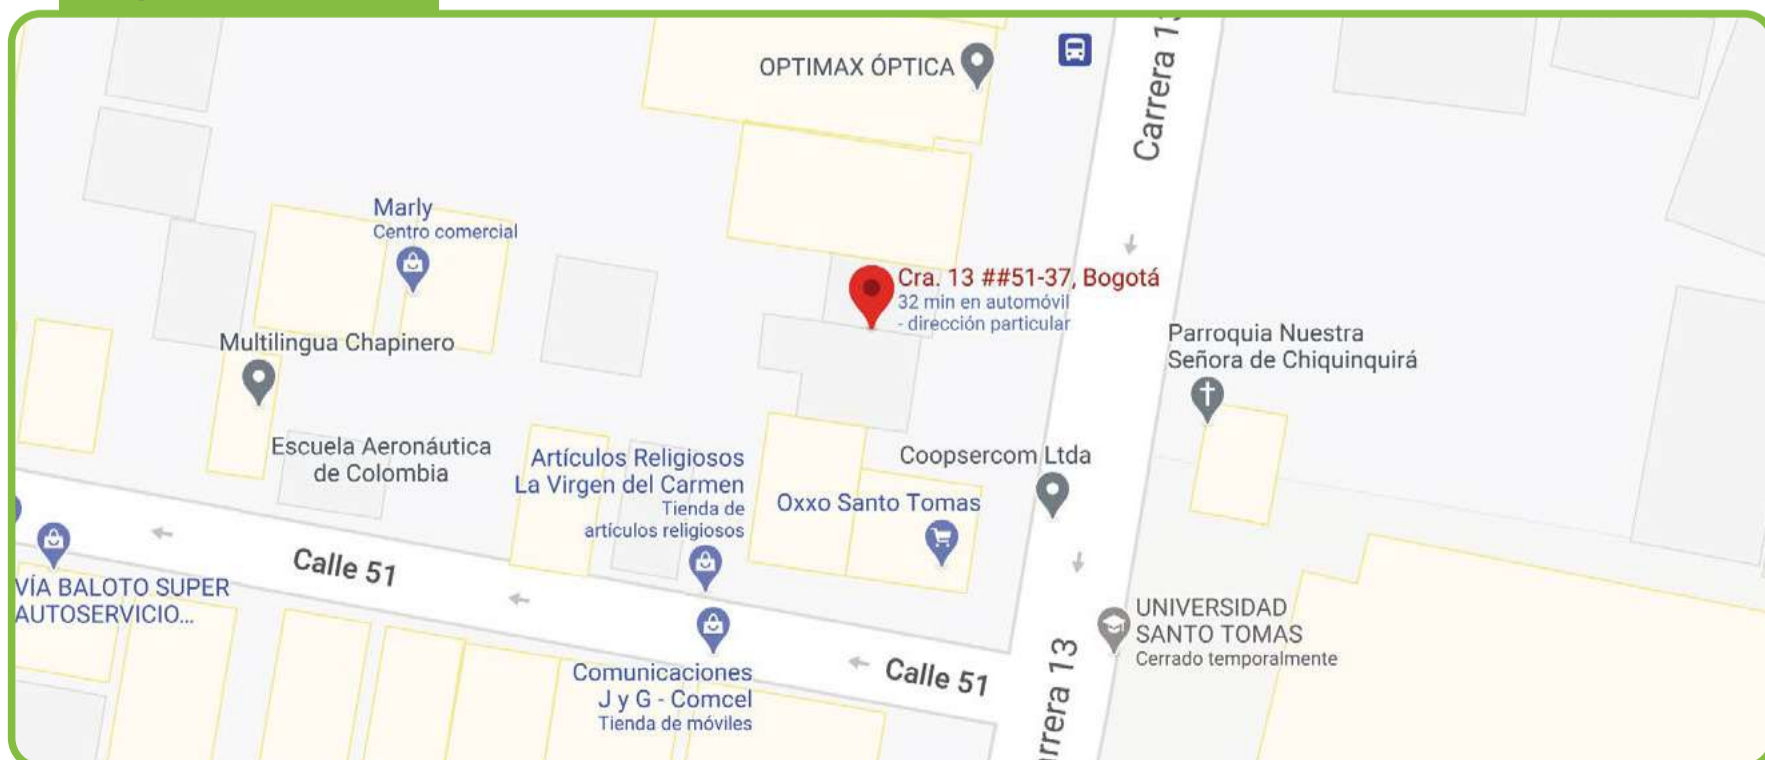 OPTIMAX ÓPTICA
Carrera 13
Marly
Centro comercial
Cra. 13 ##51-37, Bogotá
32 min en automóvil
- dirección particular
Multilingua Chapinero
Parroquia Nuestra
Señora de Chiquinquirá
Escuela Aeronáutica
de Colombia
Artículos Religiosos
La Virgen del Carmen
Tienda de
artículos religiosos
Coopsercom Ltda
Oxxo Santo Tomas
Calle 51
VÍA BALOTO SUPER
AUTOSERVICIO...
UNIVERSIDAD
SANTO TOMAS
Cerrado temporalmente
Comunicaciones
J y G - Comcel
Tienda de móviles
Calle 51
arrera 13